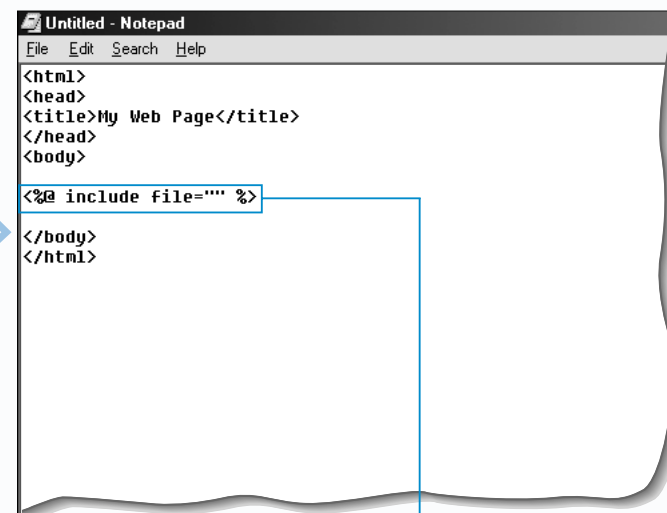 Untitled - Notepad
File Edit Search Help
<html>
<head>
<title>My Web Page</title>
</head>
<body>
<%@ include file="" %>
</body>
</html>